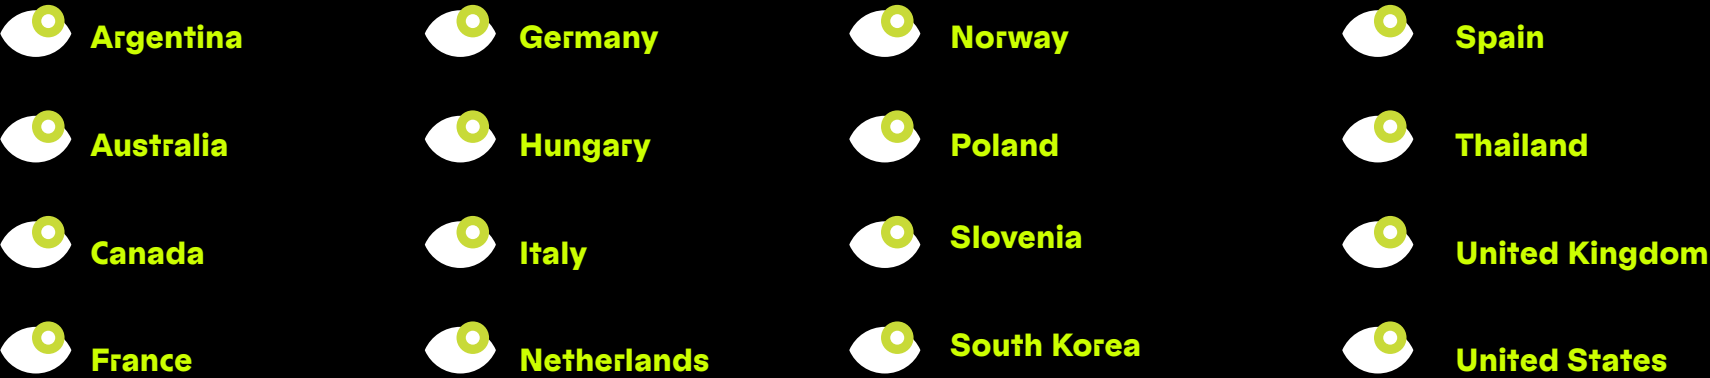 Argentina
Australia
Canada
France
Germany
Hungary
Italy
Netherlands
Norway
Poland
Slovenia
South Korea
Spain
Thailand
United Kingdom
United States